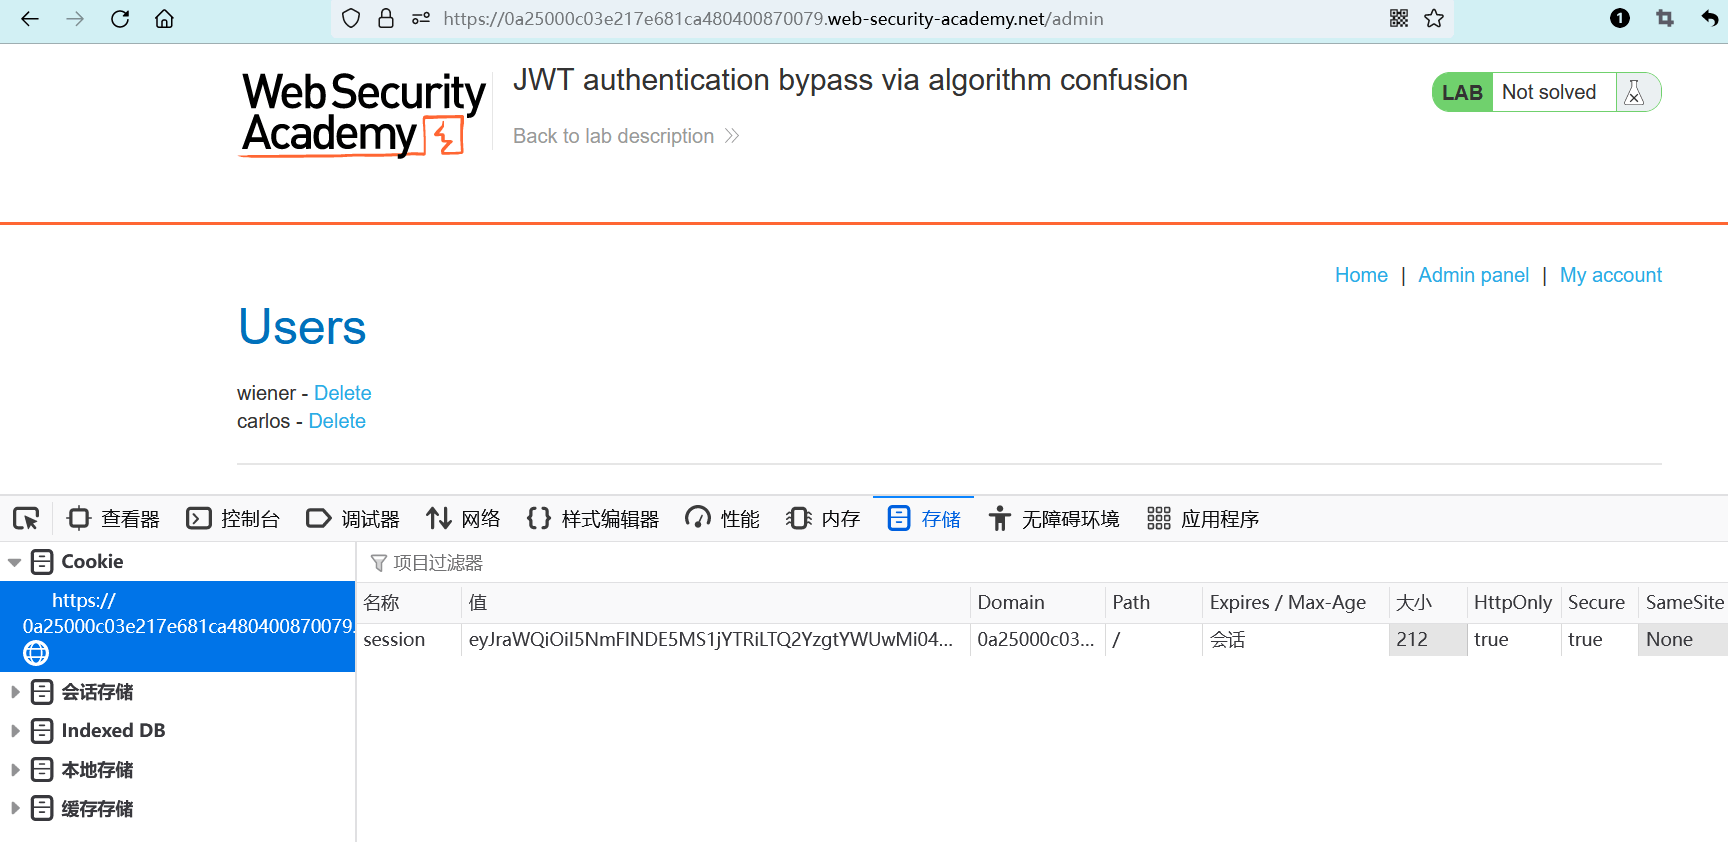 https://0a25000c03e217e681ca480400870079.web-security-academy.net/admin
1
Web Security
Academy
JWT authentication bypass via algorithm confusion
Back to lab description
LAB Not solved
Home | Admin panel | My account
Users
wiener - Delete
carlos - Delete
查看器 控制台 调试器 网络 样式编辑器 性能 内存 存储 无障碍环境 应用程序
Cookie
https://
0a25000c03e217e681ca480400870079.
会话存储
Indexed DB
本地存储
缓存存储
项目过滤器
名称 值 Domain Path Expires / Max-Age 大小 HttpOnly Secure SameSite
session eyJraWQiOiI5NmFlNDE5MS1jYTRiLTQ2YzgtYWUwMi04... 0a25000c03... / 会话 212 true true None